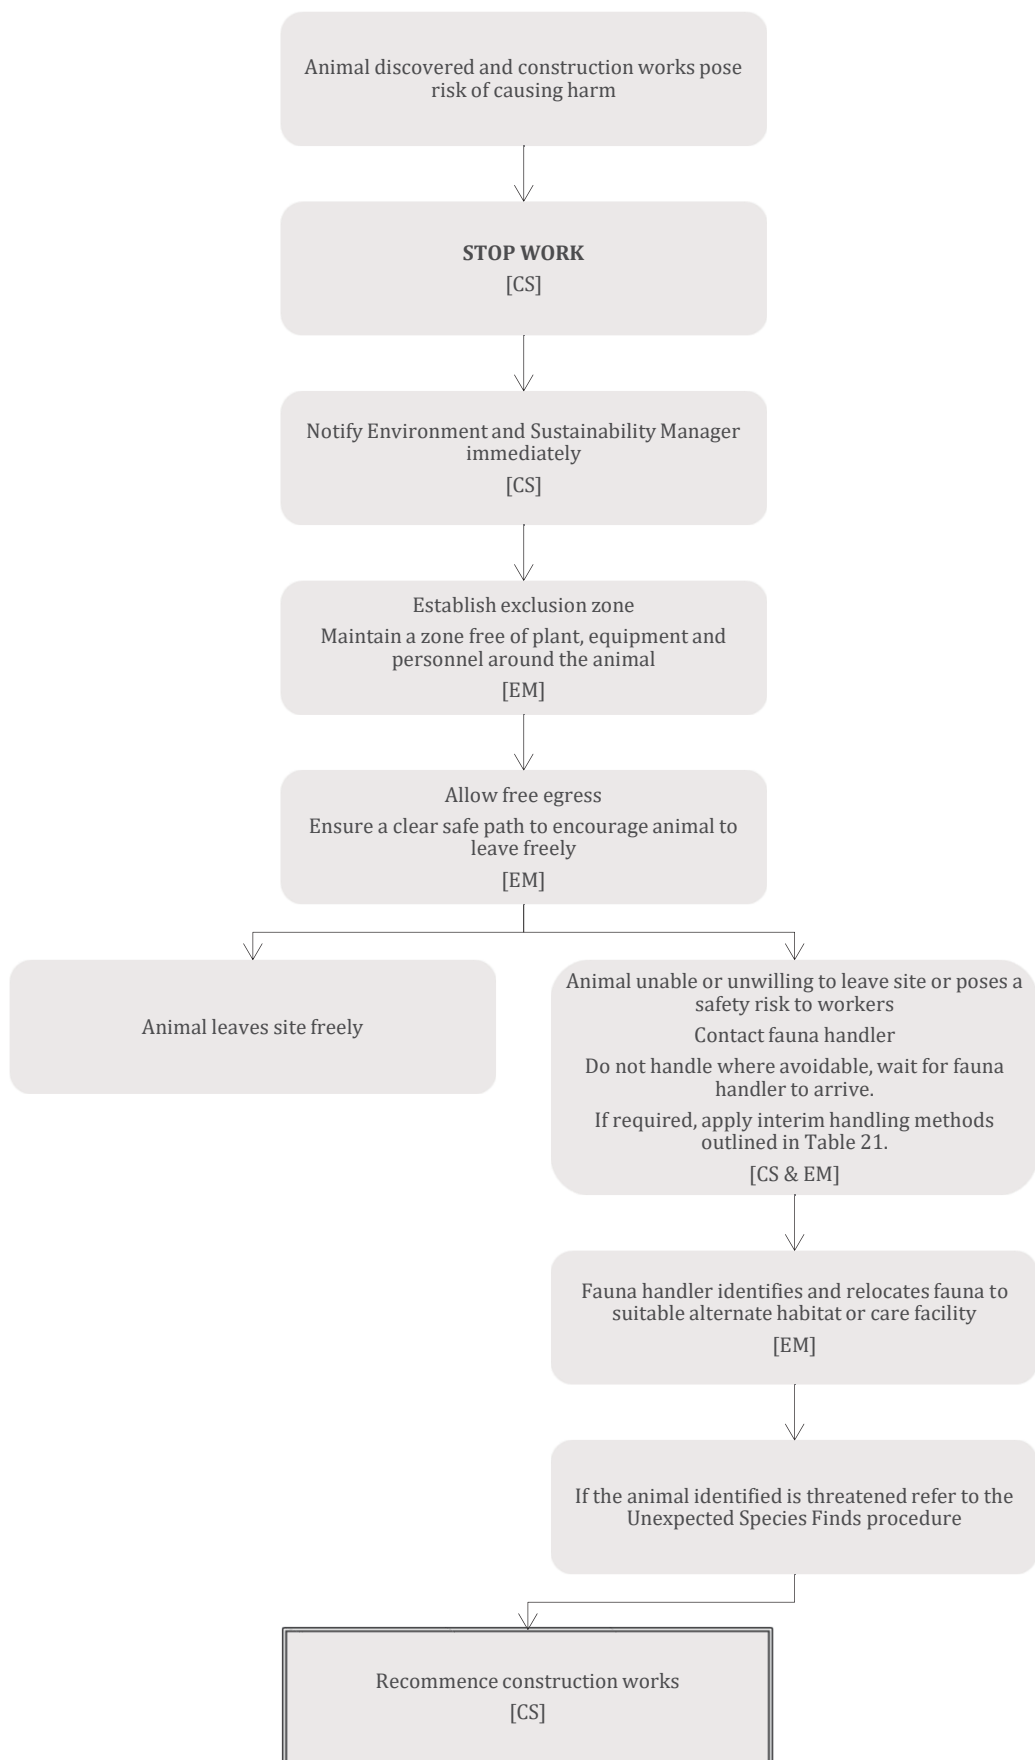 Animal discovered and construction works pose
risk of causing harm
STOP WORK
[CS]
Notify Environment and Sustainability Manager
immediately
[CS]
Establish exclusion zone
Maintain a zone free of plant, equipment and
personnel around the animal
[EM]
Allow free egress
Ensure a clear safe path to encourage animal to
leave freely
[EM]
Animal leaves site freely
Animal unable or unwilling to leave site or poses a
safety risk to workers
Contact fauna handler
Do not handle where avoidable, wait for fauna
handler to arrive.
If required, apply interim handling methods
outlined in Table 21.
[CS & EM]
Fauna handler identifies and relocates fauna to
suitable alternate habitat or care facility
[EM]
If the animal identified is threatened refer to the
Unexpected Species Finds procedure
Recommence construction works
[CS]